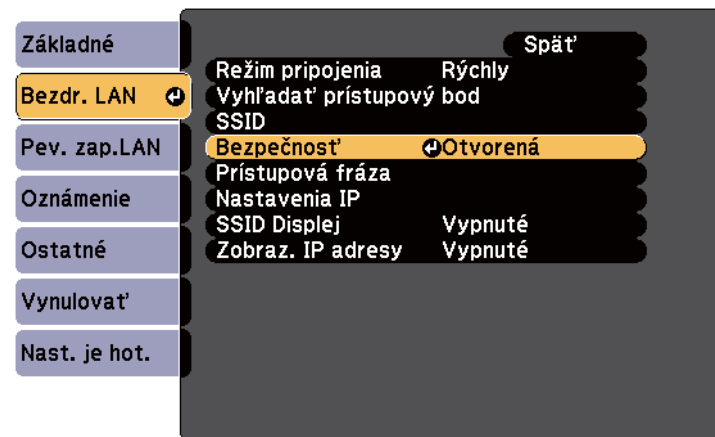 Základné
Bezdr. LAN
Pev. zap.LAN
Oznámenie
Ostatné
Vynulovať
Nast. je hot.
Späť
Režim pripojenia Rýchly
Vyhľadať prístupový bod
SSID
Bezpečnosť Otvorená
Prístupová fráza
Nastavenia IP
SSID Displej Vypnuté
Zobraz. IP adresy Vypnuté